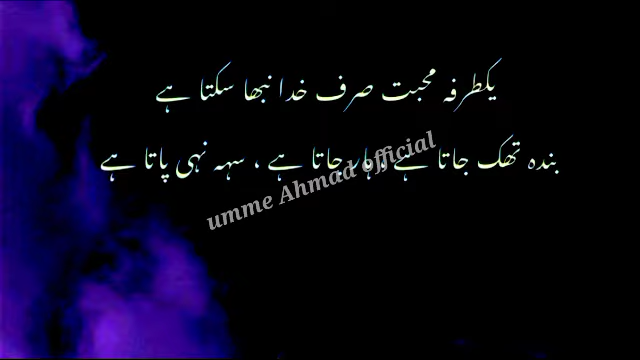 یکطرفہ محبت صرف خدا نبھا سکتا ہے
بندہ تھک جاتا ہے ہار جاتا ہے ، سہہ نہی پاتا ہے
umme Ahmad official